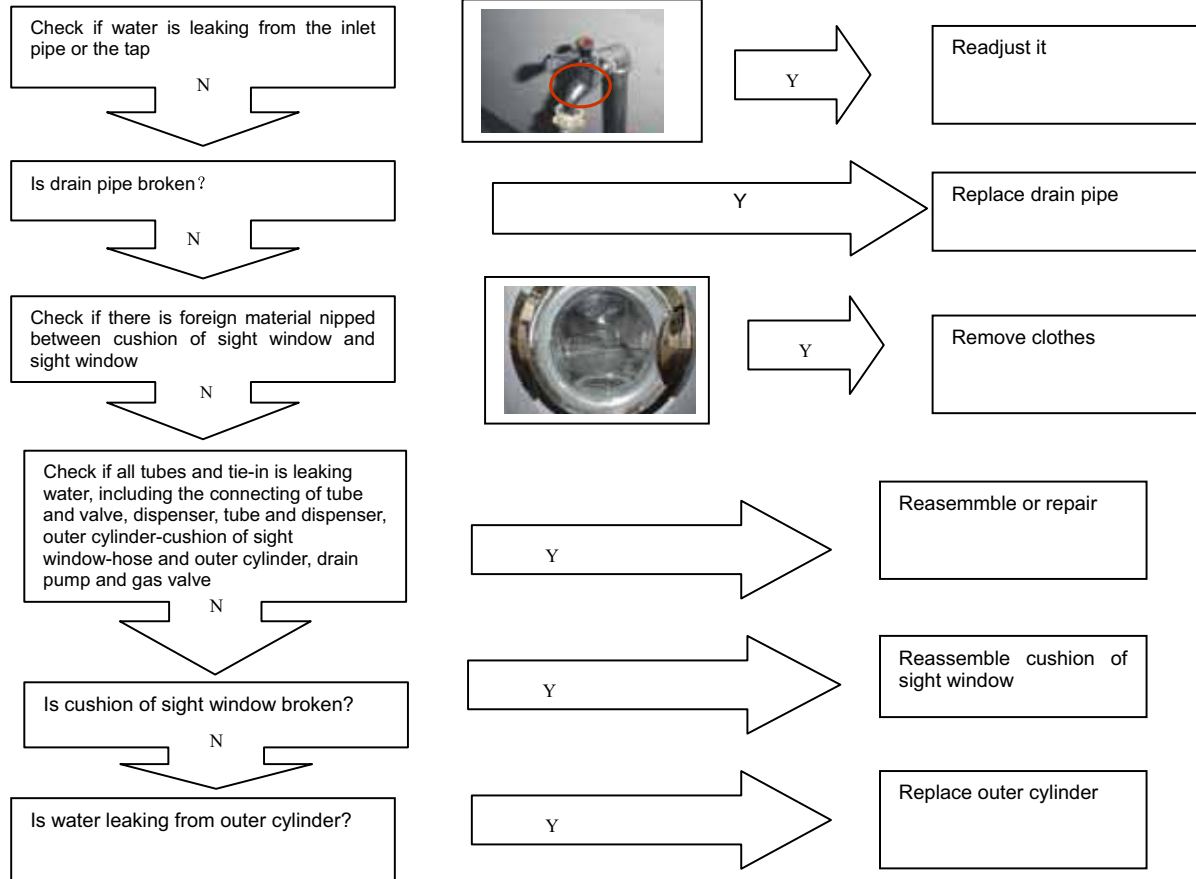 Check if water is leaking from the inlet
pipe or the tap
N
Y
Readjust it
Is drain pipe broken？
N
Y
Replace drain pipe
Check if there is foreign material nipped
between cushion of sight window and
sight window
N
Y
Remove clothes
Check if all tubes and tie-in is leaking
water, including the connecting of tube
and valve, dispenser, tube and dispenser,
outer cylinder-cushion of sight
window-hose and outer cylinder, drain
pump and gas valve
N
Y
Reasemmble or repair
Is cushion of sight window broken?
N
Y
Reassemble cushion of
sight window
Is water leaking from outer cylinder?
Y
Replace outer cylinder